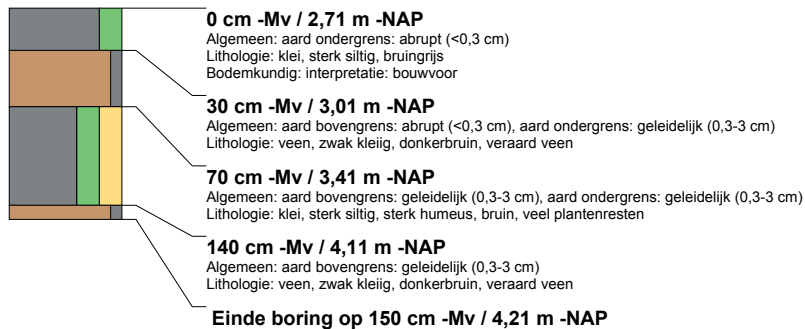 0 cm -Mv / 2,71 m -NAP
Algemeen: aard ondergrens: abrupt (<0,3 cm)
Lithologie: klei, sterk siltig, bruingrijs
Bodemkundig: interpretatie: bouwvoor
30 cm -Mv / 3,01 m -NAP
Algemeen: aard bovengrens: abrupt (<0,3 cm), aard ondergrens: geleidelijk (0,3-3 cm)
Lithologie: veen, zwak kleiig, donkerbruin, veraard veen
70 cm -Mv / 3,41 m -NAP
Algemeen: aard bovengrens: geleidelijk (0,3-3 cm), aard ondergrens: geleidelijk (0,3-3 cm)
Lithologie: klei, sterk siltig, sterk humeus, bruin, veel plantenresten
140 cm -Mv / 4,11 m -NAP
Algemeen: aard bovengrens: geleidelijk (0,3-3 cm)
Lithologie: veen, zwak kleiig, donkerbruin, veraard veen
Einde boring op 150 cm -Mv / 4,21 m -NAP